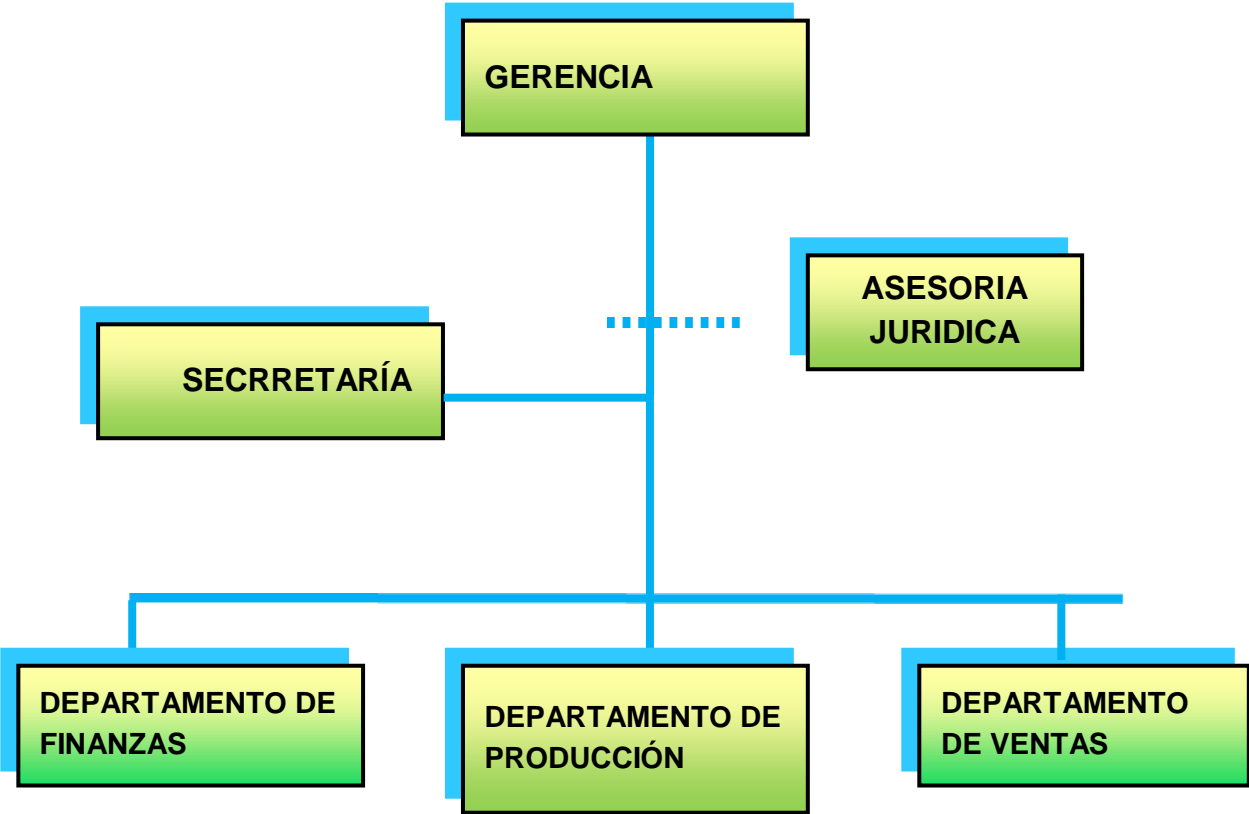 GERENCIA
ASESORIA
JURIDICA
SECRRETARÍA
DEPARTAMENTO DE
FINANZAS
DEPARTAMENTO DE
PRODUCCIÓN
DEPARTAMENTO
DE VENTAS